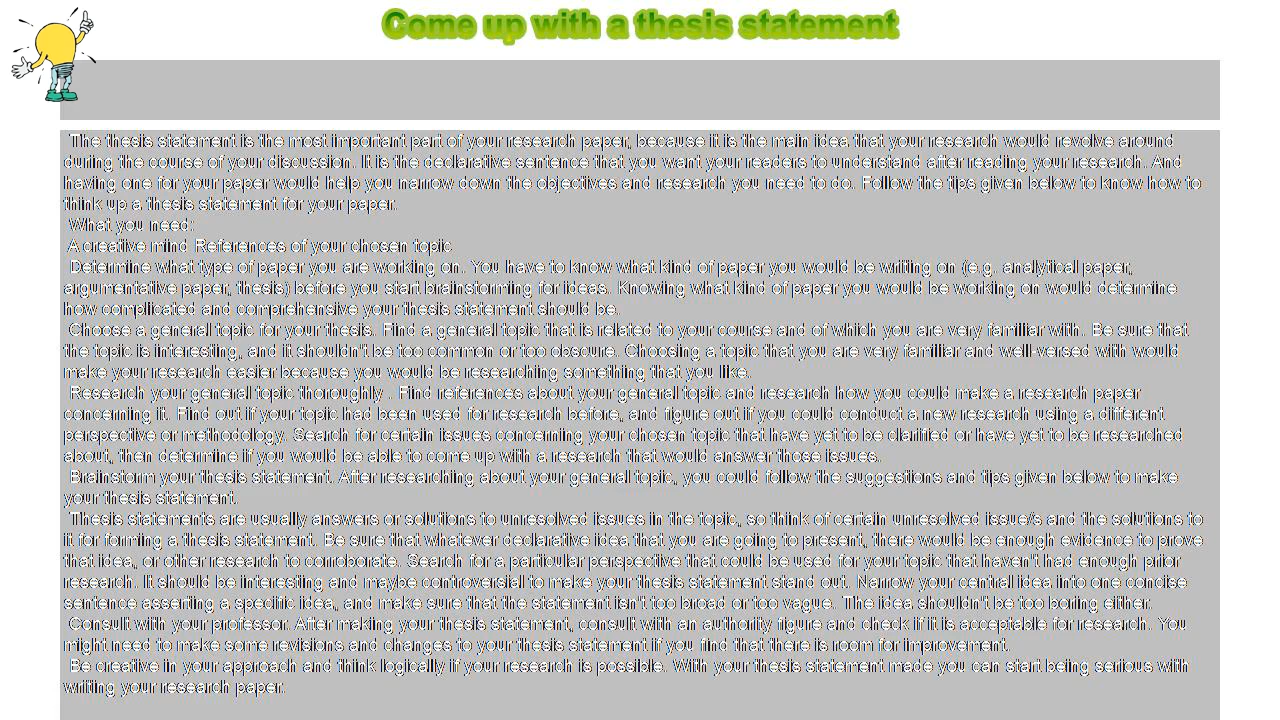 Come up with a thesis statement
The thesis statement is the most important part of your research paper, because it is the main idea that your research would revolve around
during the course of your discussion. It is the declarative sentence that you want your readers to understand after reading your research. And
having one for your paper would help you narrow down the objectives and research you need to do. Follow the tips given below to know how to
think up a thesis statement for your paper.
What you need:
A creative mind References of your chosen topic
Determine what type of paper you are working on. You have to know what kind of paper you would be writing on (e.g. analytical paper,
argumentative paper, thesis) before you start brainstorming for ideas. Knowing what kind of paper you would be working on would determine
how complicated and comprehensive your thesis statement should be.
Choose a general topic for your thesis. Find a general topic that is related to your course and of which you are very familiar with. Be sure that
the topic is interesting, and it shouldn't be too common or too obscure. Choosing a topic that you are very familiar and well-versed with would
make your research easier because you would be researching something that you like.
Research your general topic thoroughly . Find references about your general topic and research how you could make a research paper
concerning it. Find out if your topic had been used for research before, and figure out if you could conduct a new research using a different
perspective or methodology. Search for certain issues concerning your chosen topic that have yet to be clarified or have yet to be researched
about, then determine if you would be able to come up with a research that would answer those issues.
Brainstorm your thesis statement. After researching about your general topic, you could follow the suggestions and tips given below to make
your thesis statement.
Thesis statements are usually answers or solutions to unresolved issues in the topic, so think of certain unresolved issue/s and the solutions to
it for forming a thesis statement. Be sure that whatever declarative idea that you are going to present, there would be enough evidence to prove
that idea, or other research to corroborate. Search for a particular perspective that could be used for your topic that haven't had enough prior
research. It should be interesting and maybe controversial to make your thesis statement stand out. Narrow your central idea into one concise
sentence asserting a specific idea, and make sure that the statement isn't too broad or too vague. The idea shouldn't be too boring either.
Consult with your professor. After making your thesis statement, consult with an authority figure and check if it is acceptable for research. You
might need to make some revisions and changes to your thesis statement if you find that there is room for improvement.
Be creative in your approach and think logically if your research is possible. With your thesis statement made you can start being serious with
writing your research paper.